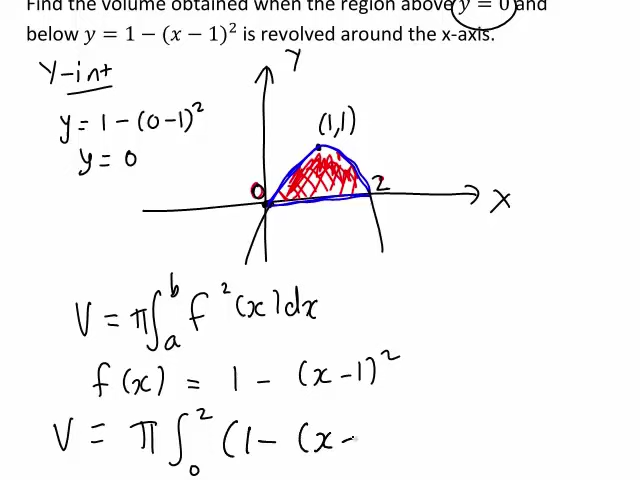 Find the volume obtained when the region above y = 0 and
below y = 1 − (x − 1)² is revolved around the x-axis.
Y-int
y = 1 − (0−1)²
y = 0
Y
(1,1)
0
2
X
V = π∫ₐᵇ f²(x)dx
f(x) = 1 − (x−1)²
V = π∫₀² (1− (x −